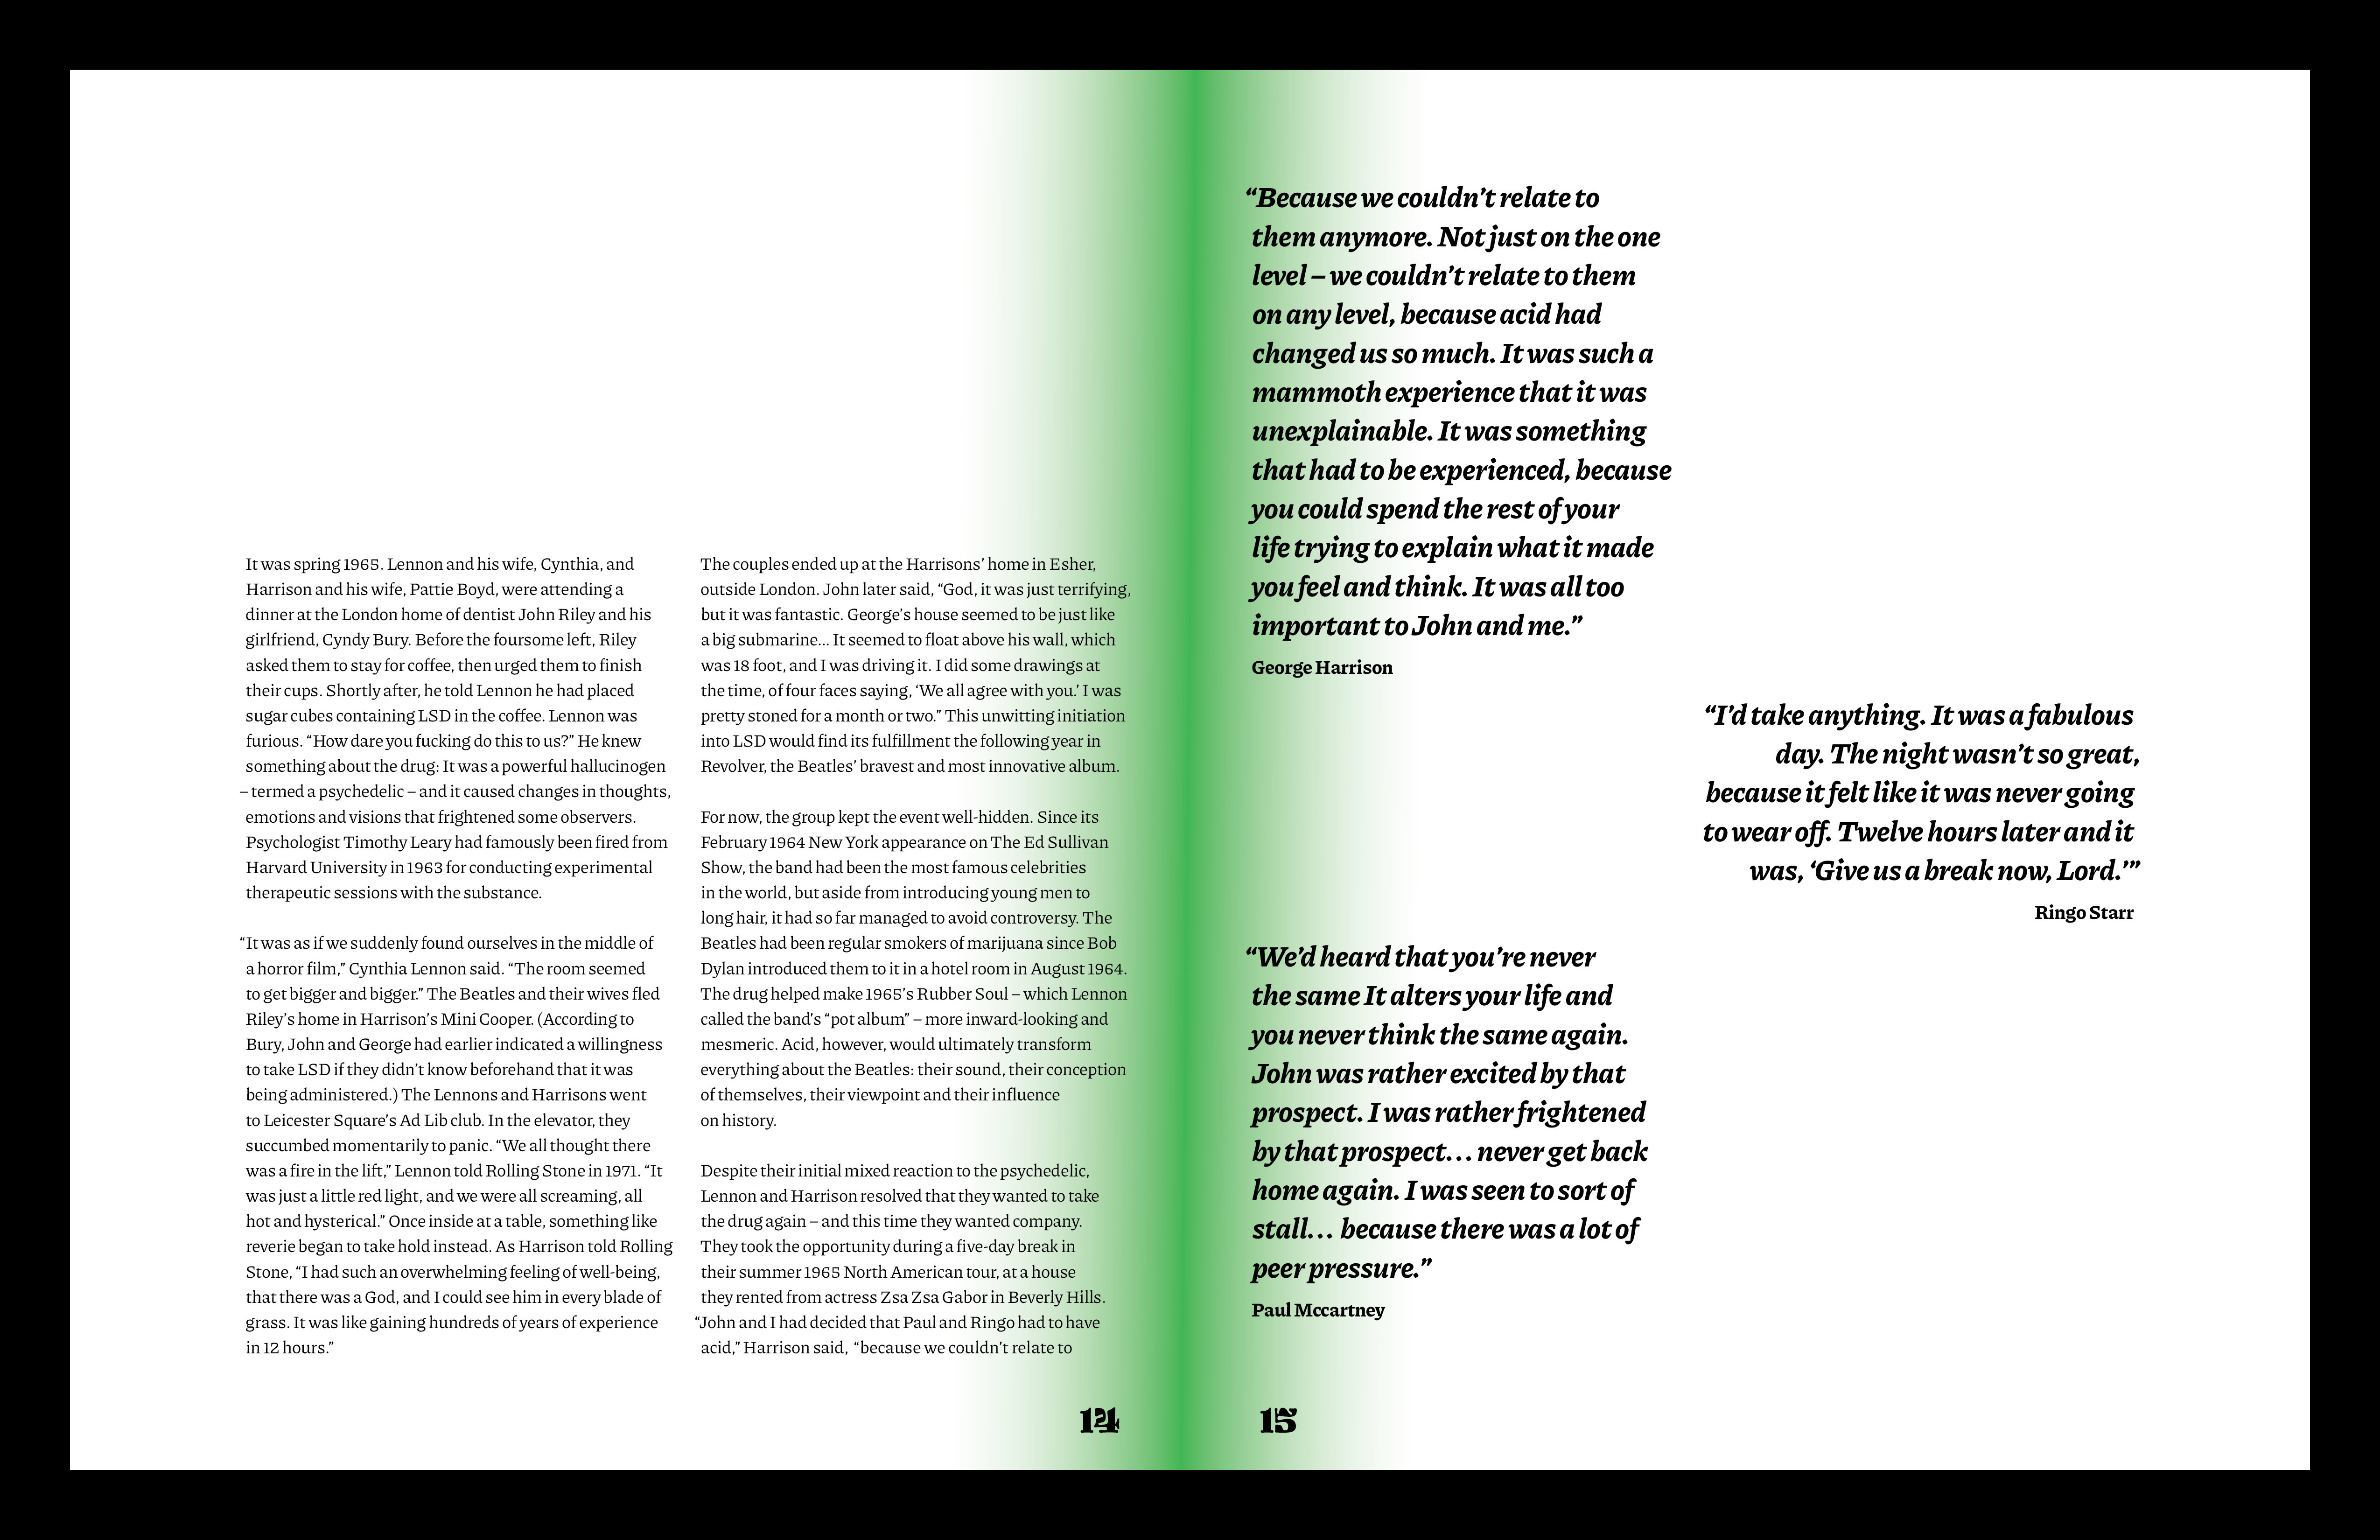 It was spring 1965. Lennon and his wife, Cynthia, and
Harrison and his wife, Pattie Boyd, were attending a
dinner at the London home of dentist John Riley and his
girlfriend, Cyndy Bury. Before the foursome left, Riley
asked them to stay for coffee, then urged them to finish
their cups. Shortly after, he told Lennon he had placed
sugar cubes containing LSD in the coffee. Lennon was
furious. “How dare you fucking do this to us?” He knew
something about the drug: It was a powerful hallucinogen
– termed a psychedelic – and it caused changes in thoughts,
emotions and visions that frightened some observers.
Psychologist Timothy Leary had famously been fired from
Harvard University in 1963 for conducting experimental
therapeutic sessions with the substance.
“It was as if we suddenly found ourselves in the middle of
a horror film,” Cynthia Lennon said. “The room seemed
to get bigger and bigger.” The Beatles and their wives fled
Riley’s home in Harrison’s Mini Cooper. (According to
Bury, John and George had earlier indicated a willingness
to take LSD if they didn’t know beforehand that it was
being administered.) The Lennons and Harrisons went
to Leicester Square’s Ad Lib club. In the elevator, they
succumbed momentarily to panic. “We all thought there
was a fire in the lift,” Lennon told Rolling Stone in 1971. “It
was just a little red light, and we were all screaming, all
hot and hysterical.” Once inside at a table, something like
reverie began to take hold instead. As Harrison told Rolling
Stone, “I had such an overwhelming feeling of well-being,
that there was a God, and I could see him in every blade of
grass. It was like gaining hundreds of years of experience
in 12 hours.”
The couples ended up at the Harrisons’ home in Esher,
outside London. John later said, “God, it was just terrifying,
but it was fantastic. George’s house seemed to be just like
a big submarine... It seemed to float above his wall, which
was 18 foot, and I was driving it. I did some drawings at
the time, of four faces saying, ‘We all agree with you.’ I was
pretty stoned for a month or two.” This unwitting initiation
into LSD would find its fulfillment the following year in
Revolver, the Beatles’ bravest and most innovative album.
For now, the group kept the event well-hidden. Since its
February 1964 New York appearance on The Ed Sullivan
Show, the band had been the most famous celebrities
in the world, but aside from introducing young men to
long hair, it had so far managed to avoid controversy. The
Beatles had been regular smokers of marijuana since Bob
Dylan introduced them to it in a hotel room in August 1964.
The drug helped make 1965’s Rubber Soul – which Lennon
called the band’s “pot album” – more inward-looking and
mesmeric. Acid, however, would ultimately transform
everything about the Beatles: their sound, their conception
of themselves, their viewpoint and their influence
on history.
Despite their initial mixed reaction to the psychedelic,
Lennon and Harrison resolved that they wanted to take
the drug again – and this time they wanted company.
They took the opportunity during a five-day break in
their summer 1965 North American tour, at a house
they rented from actress Zsa Zsa Gabor in Beverly Hills.
“John and I had decided that Paul and Ringo had to have
acid,” Harrison said, “because we couldn’t relate to
14
“Because we couldn’t relate to
them anymore. Not just on the one
level – we couldn’t relate to them
on any level, because acid had
changed us so much. It was such a
mammoth experience that it was
unexplainable. It was something
that had to be experienced, because
you could spend the rest of your
life trying to explain what it made
you feel and think. It was all too
important to John and me.”
George Harrison
“I’d take anything. It was a fabulous
day. The night wasn’t so great,
because it felt like it was never going
to wear off. Twelve hours later and it
was, ‘Give us a break now, Lord.’”
Ringo Starr
“We’d heard that you’re never
the same It alters your life and
you never think the same again.
John was rather excited by that
prospect. I was rather frightened
by that prospect... never get back
home again. I was seen to sort of
stall... because there was a lot of
peer pressure.”
Paul Mccartney
15